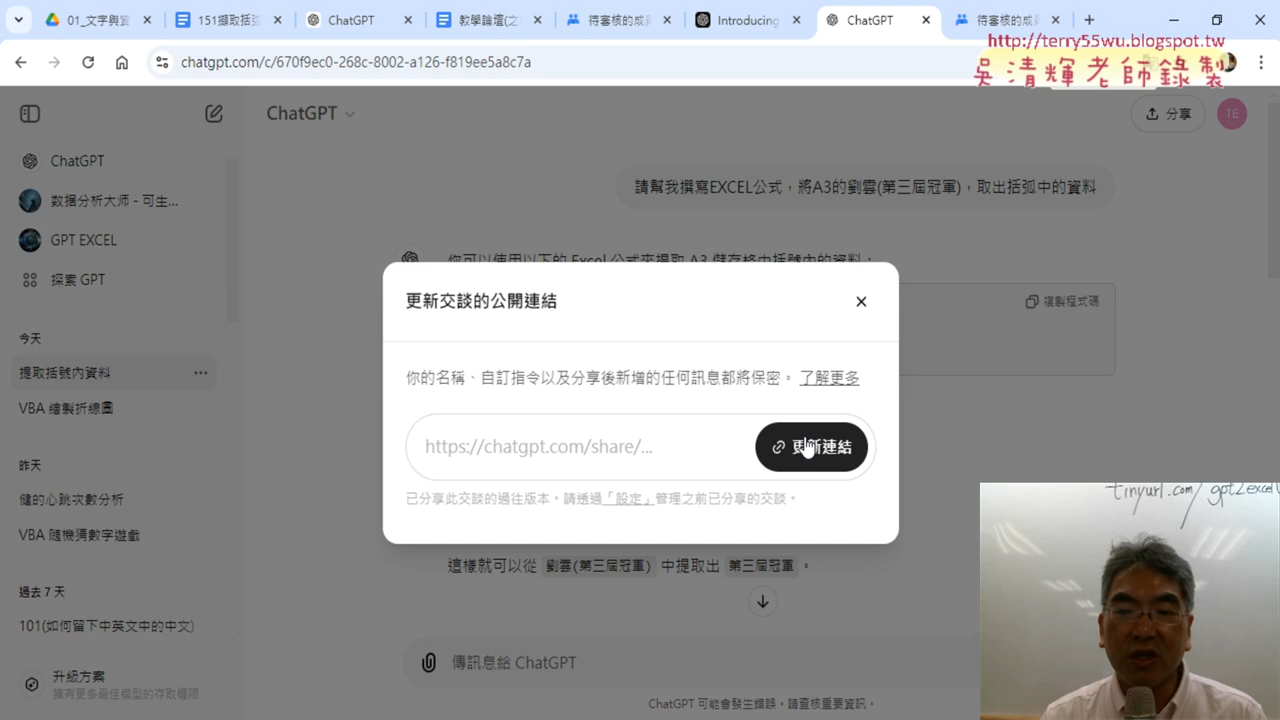 01_文字與資
151擷取括弧
ChatGPT
教學論壇(之
待審核的成員
Introducing
ChatGPT
待審核的成員
http://terry55wu.blogspot.tw
吳清輝老師錄製
chatgpt.com/c/670f9ec0-268c-8002-a126-f819ee5a8c7a
ChatGPT
分享
TE
ChatGPT
数据分析大师 - 可生...
GPT EXCEL
探索 GPT
今天
提取括號內資料
VBA 繪製折線圖
昨天
健的心跳次數分析
VBA 隨機猜數字遊戲
過去 7 天
101(如何留下中英文中的中文)
升級方案
擁有更多最佳模型的存取權限
請幫我撰寫EXCEL公式，將A3的劉雲(第三屆冠軍)，取出括弧中的資料
你可以使用以下的 Excel 公式來提取 A3 儲存格中括號內的資料：
複製程式碼
更新交談的公開連結
你的名稱、自訂指令以及分享後新增的任何訊息都將保密。 了解更多
https://chatgpt.com/share/...
更新連結
已分享此交談的過往版本。請透過「設定」管理之前已分享的交談。
這樣就可以從 劉雲(第三屆冠軍) 中提取出 第三屆冠軍 。
傳訊息給 ChatGPT
ChatGPT 可能會發生錯誤。請查核重要資訊。
tinyurl.com/gpt2excel